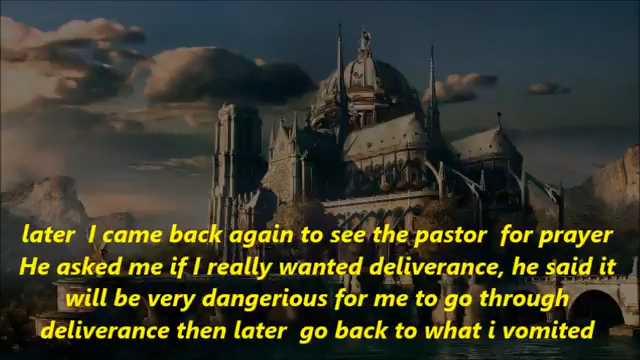 later I came back again to see the pastor for prayer
He asked me if I really wanted deliverance, he said it
will be very dangerious for me to go through
deliverance then later go back to what i vomited